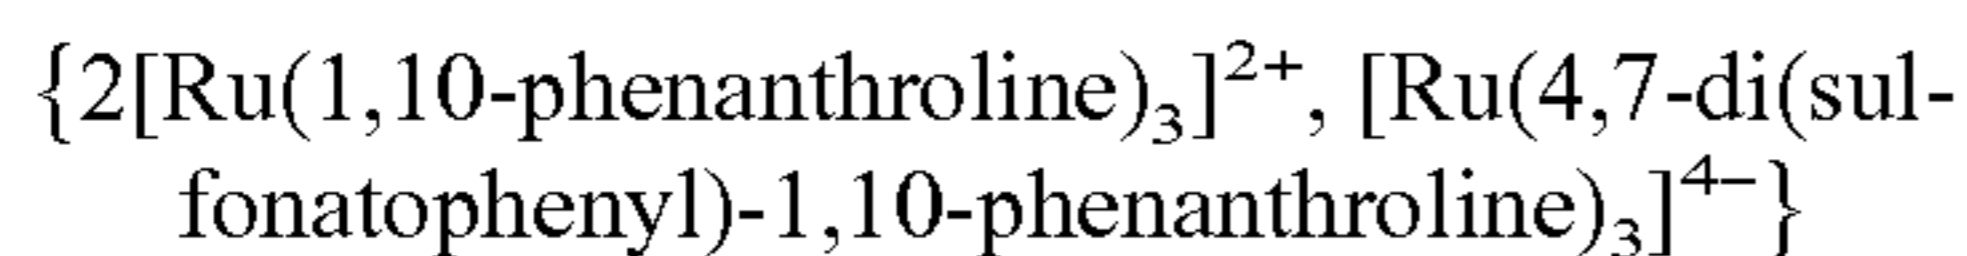 {2[Ru(1,10-phenanthroline)₃]²⁺, [Ru(4,7-di(sul-
fonatophenyl)-1,10-phenanthroline)₃]⁴⁻}